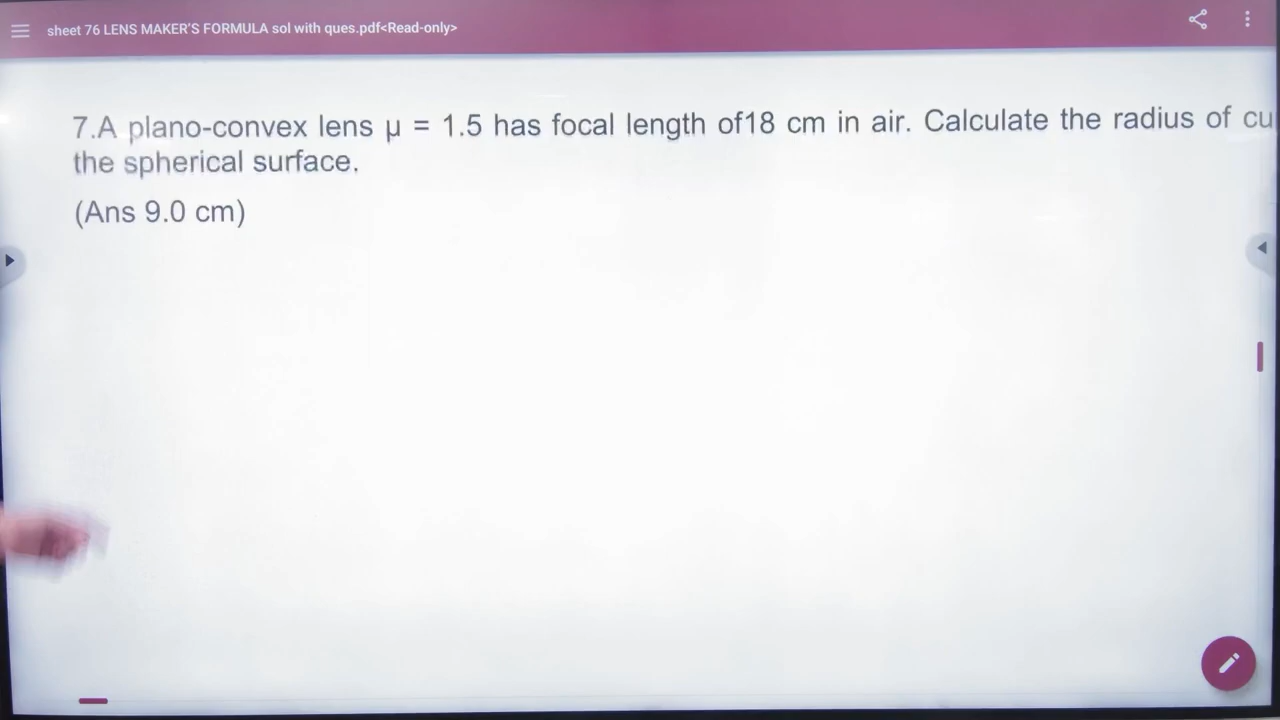 sheet 76 LENS MAKER'S FORMULA sol with ques.pdf<Read-only>
7.A plano-convex lens μ = 1.5 has focal length of18 cm in air. Calculate the radius of cu
the spherical surface.
(Ans 9.0 cm)